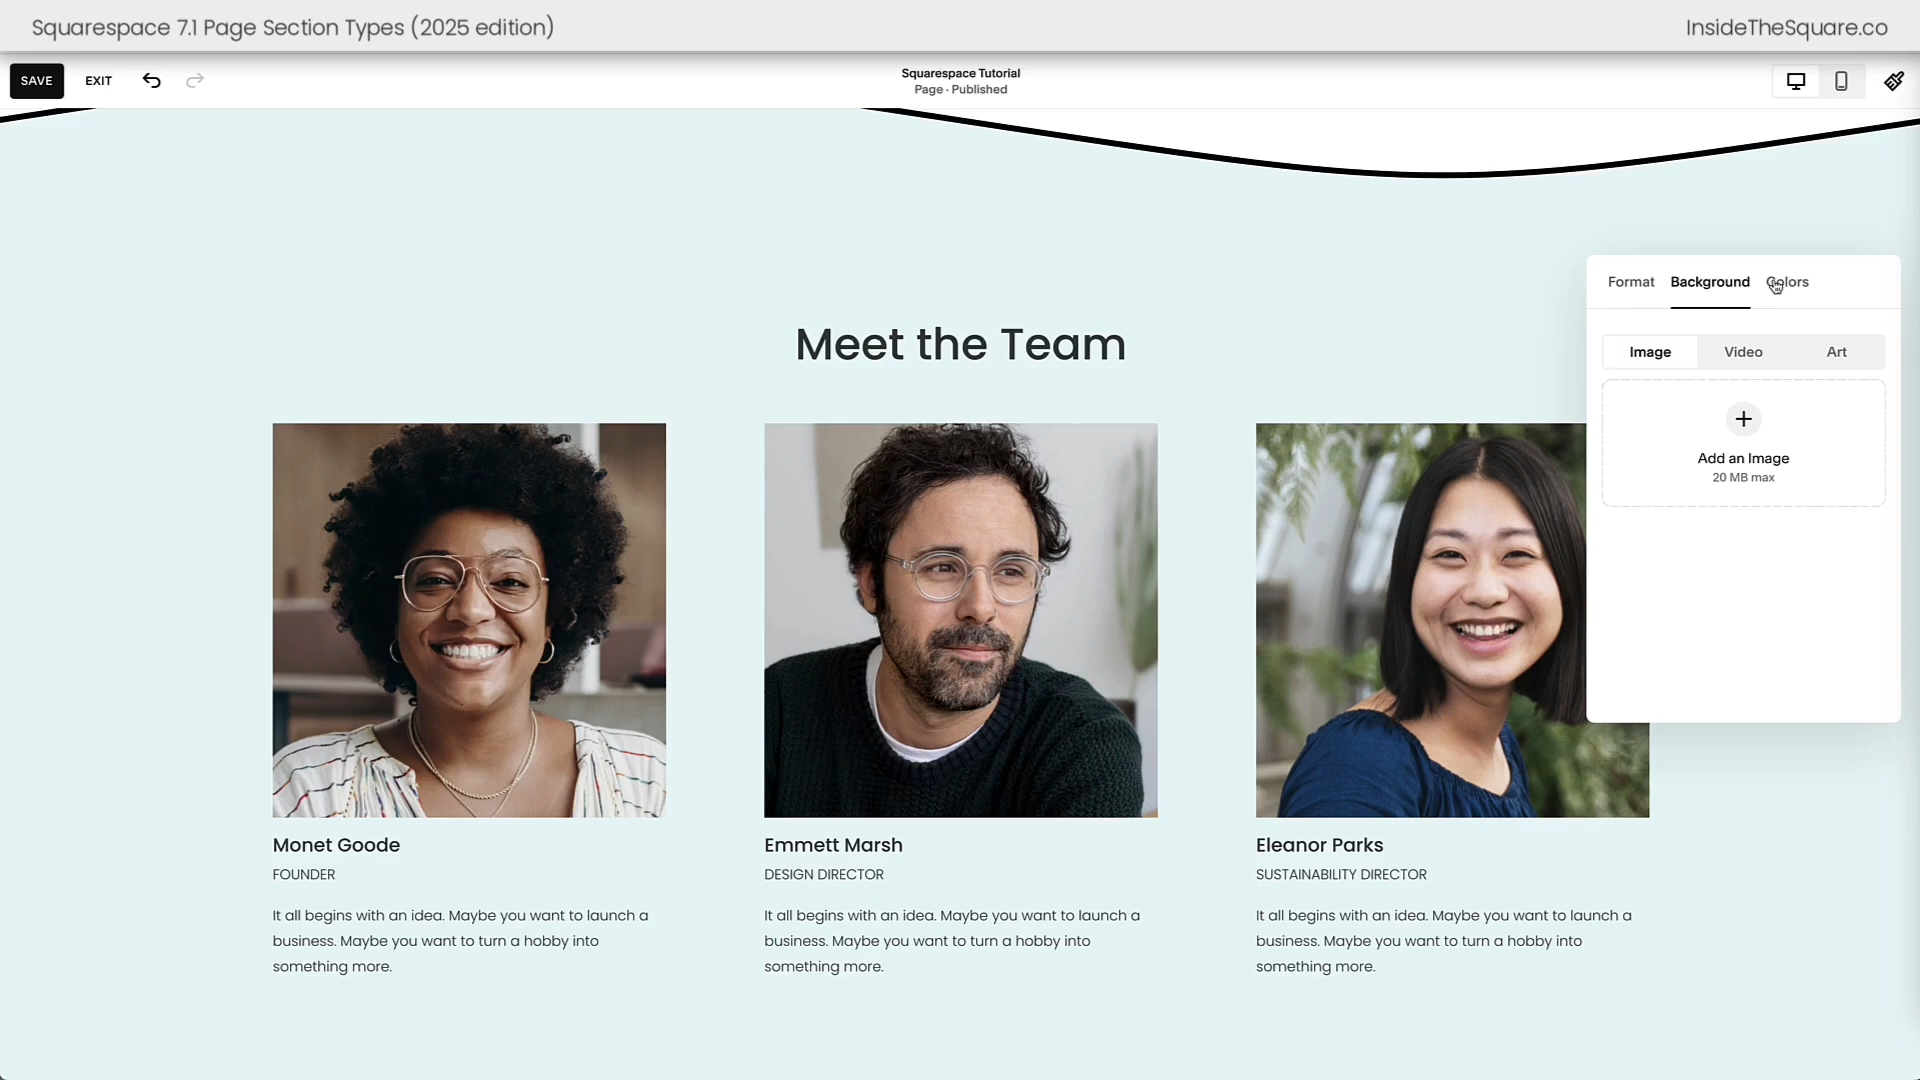 Squarespace 7.1 Page Section Types (2025 edition)
InsideTheSquare.co
SAVE
EXIT
Squarespace Tutorial
Page · Published
Format
Background
Colors
Image
Video
Art
Add an Image
20 MB max
Meet the Team
Monet Goode
FOUNDER
It all begins with an idea. Maybe you want to launch a
business. Maybe you want to turn a hobby into
something more.
Emmett Marsh
DESIGN DIRECTOR
It all begins with an idea. Maybe you want to launch a
business. Maybe you want to turn a hobby into
something more.
Eleanor Parks
SUSTAINABILITY DIRECTOR
It all begins with an idea. Maybe you want to launch a
business. Maybe you want to turn a hobby into
something more.